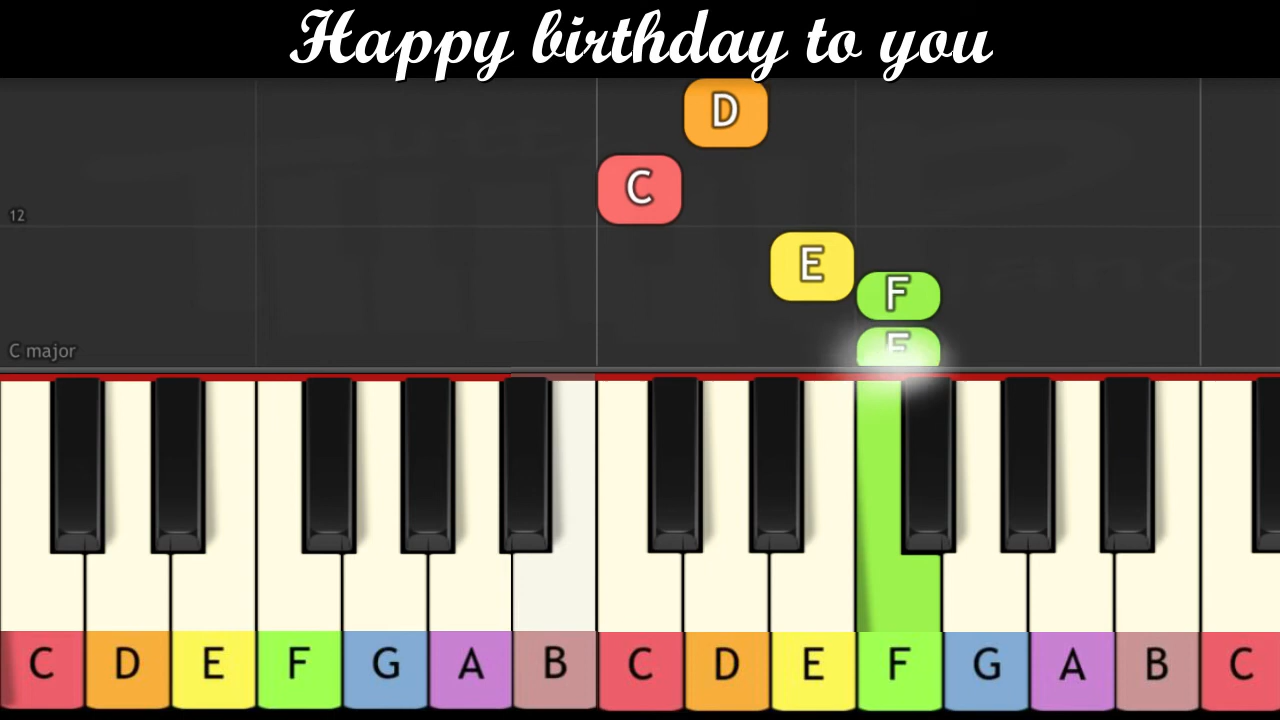 Happy birthday to you
D
C
12
E
F
F
C major
C D E F G A B C D E F G A B C